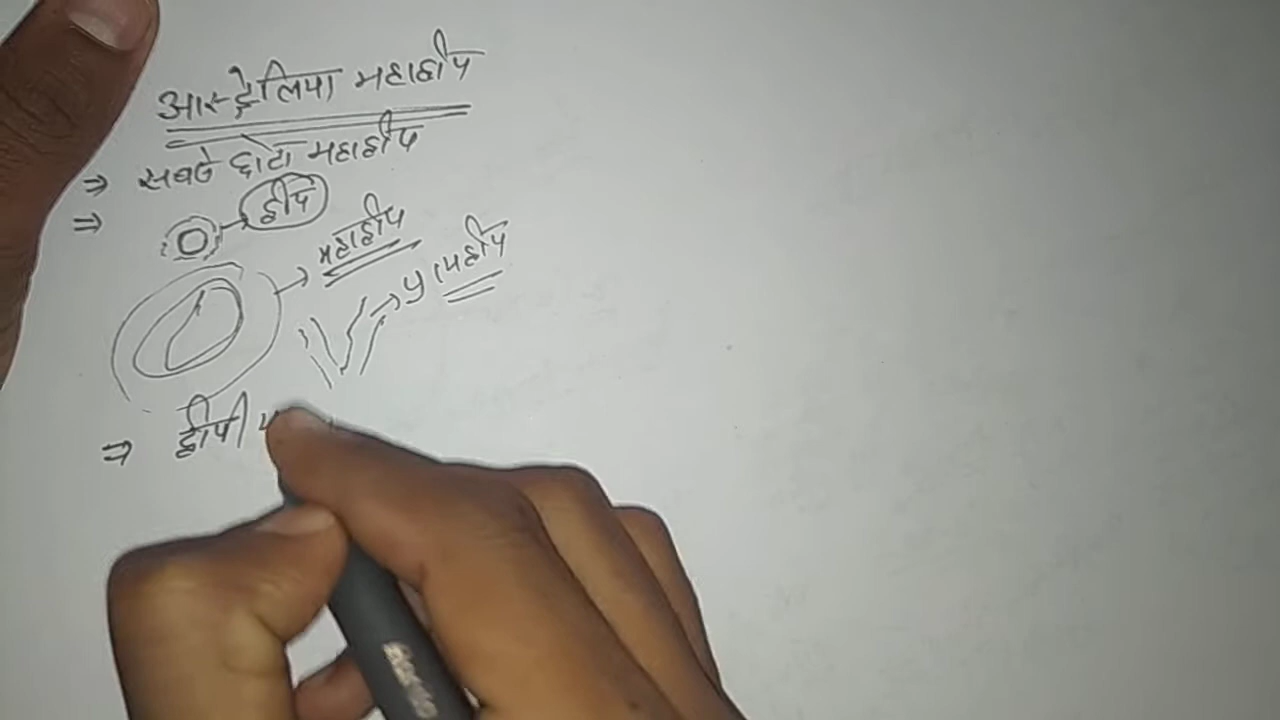 आस्ट्रेलिया महाद्वीप
⇒ सबसे छोटा महाद्वीप
⇒
द्वीप
महाद्वीप
प्रायद्वीप
⇒ द्वीपी